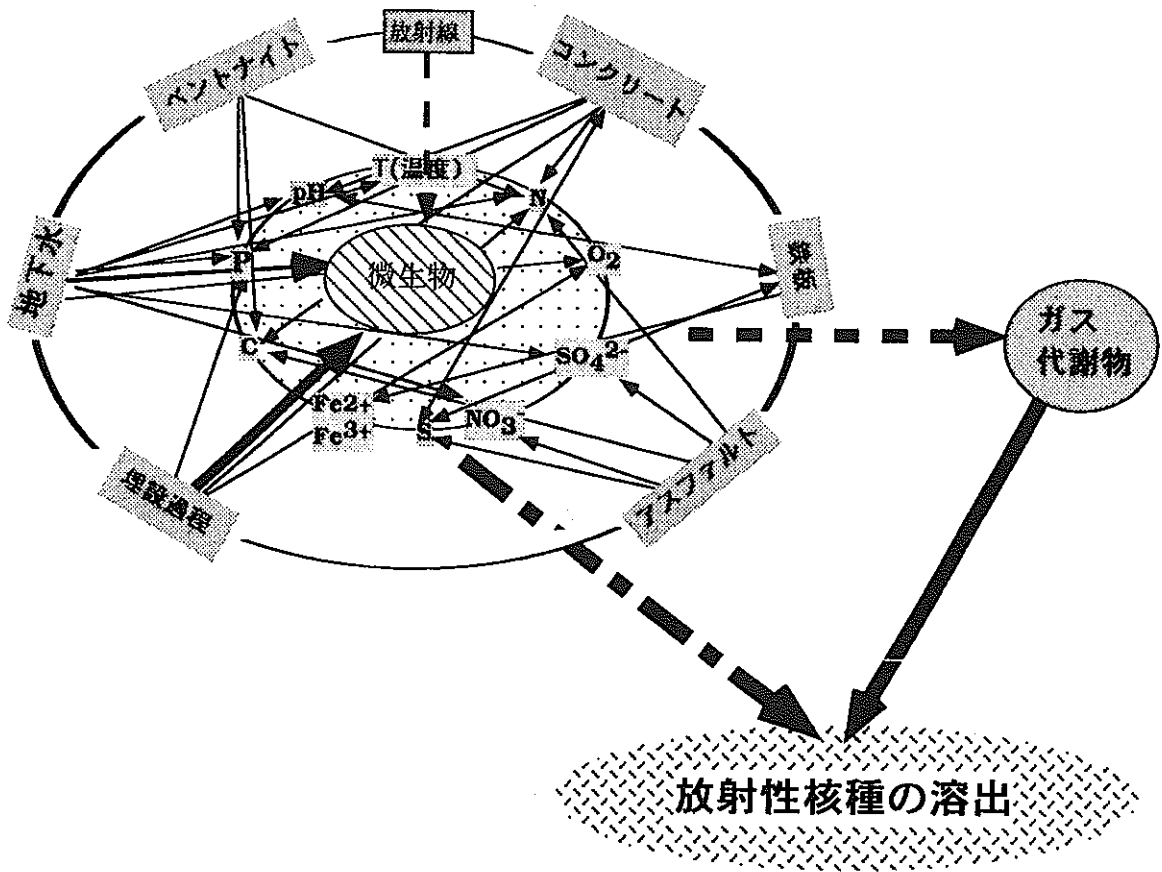 放射線
ベントナイト
コンクリート
T(温度)
pH
N
地下水
P
微生物
O2
鉄板
ガス
代謝物
C
SO4 2-
Fe2+
Fe3+
S
NO3-
アスファルト
埋設過程
放射性核種の溶出